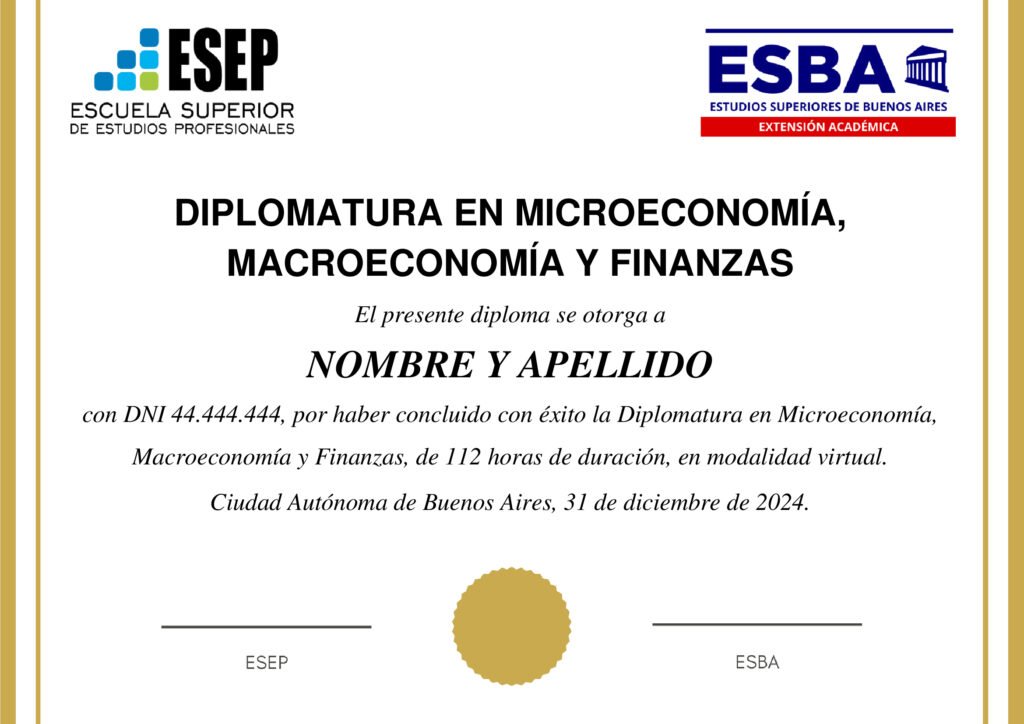 ESEP
ESCUELA SUPERIOR
DE ESTUDIOS PROFESIONALES
ESBA
ESTUDIOS SUPERIORES DE BUENOS AIRES
EXTENSIÓN ACADÉMICA
DIPLOMATURA EN MICROECONOMÍA,
MACROECONOMÍA Y FINANZAS
El presente diploma se otorga a
NOMBRE Y APELLIDO
con DNI 44.444.444, por haber concluido con éxito la Diplomatura en Microeconomía,
Macroeconomía y Finanzas, de 112 horas de duración, en modalidad virtual.
Ciudad Autónoma de Buenos Aires, 31 de diciembre de 2024.
ESEP
ESBA